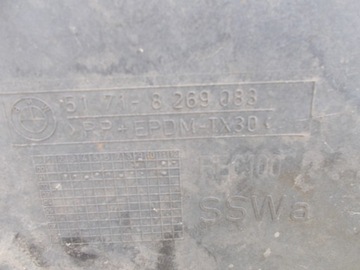 51.71- 8 269 083
>PP+EPDM-TX30<
SSWa